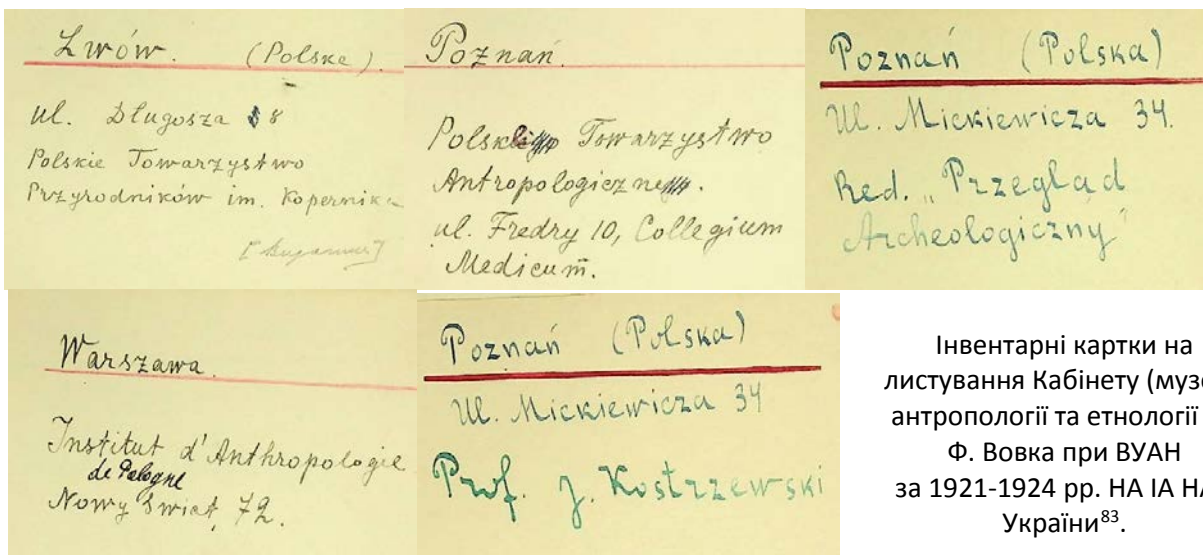 Lwów. (Polska)
ul. Długosza 8
Polskie Towarzystwo
Przyrodników im. Kopernika
Poznań.
Polskie Towarzystwo
Antropologiczne.
ul. Fredry 10, Collegium
Medicum.
Poznań (Polska)
Ul. Mickiewicza 34.
Red. „Przegląd
Archeologiczny"
Warszawa.
Institut d'Anthropologie
de Pologne
Nowy Świat, 72.
Poznań (Polska)
Ul. Mickiewicza 34
Prof. J. Kostrzewski
Інвентарні картки на
листування Кабінету
антропології та етнології
Ф. Вовка при ВУАН
за 1921-1924 рр. НА ІА
України⁸³.